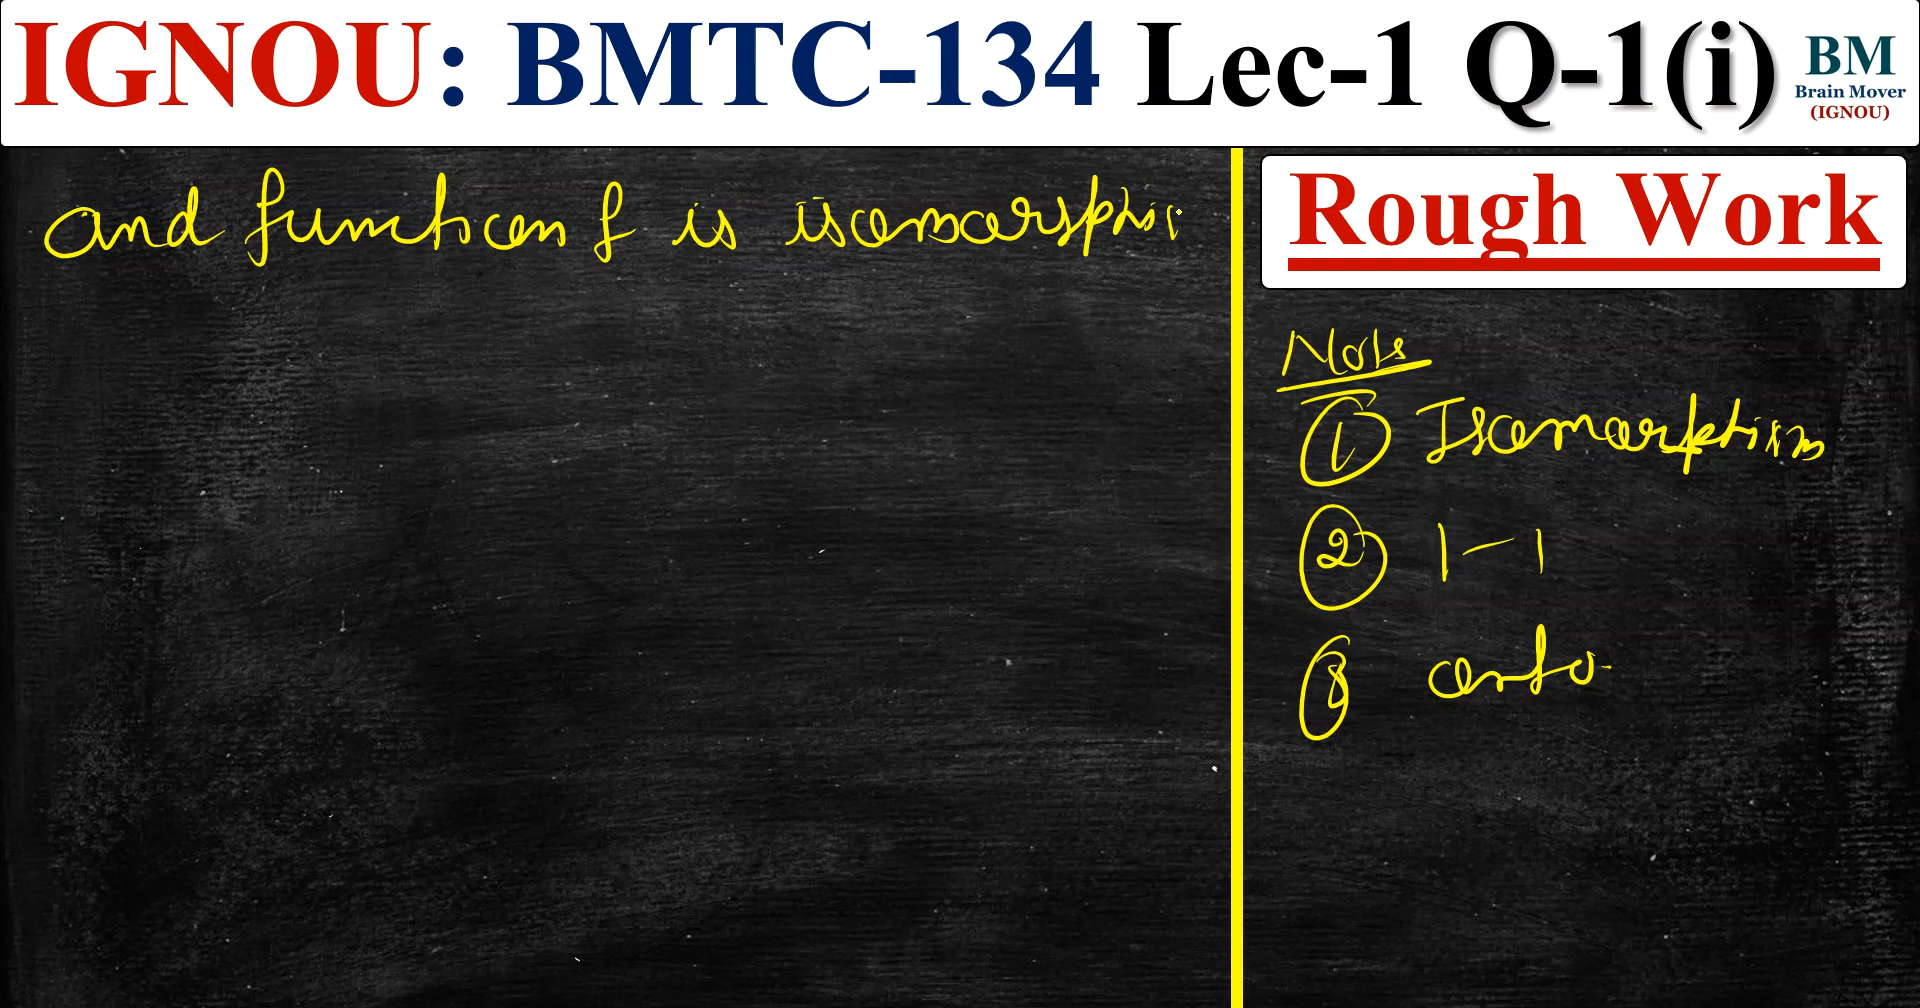 IGNOU: BMTC-134 Lec-1 Q-1(i)
BM
Brain Mover
(IGNOU)
and function f is isomorphic
Rough Work
Note
① Isomorphism
② 1-1
③ onto